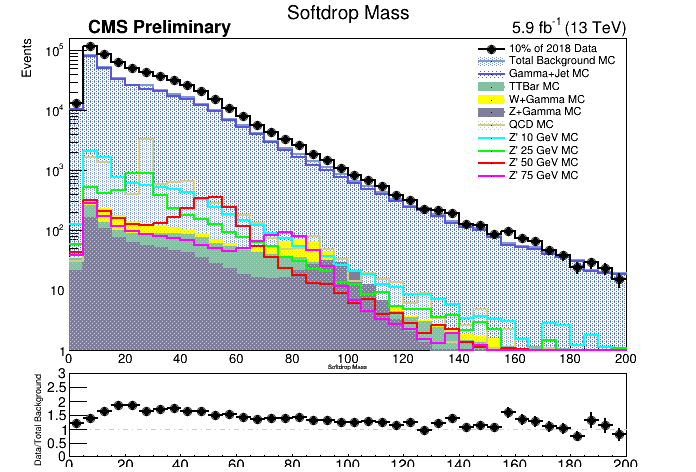 Softdrop Mass
CMS Preliminary
5.9 fb-1 (13 TeV)
Events
10% of 2018 Data
Total Background MC
Gamma+Jet MC
TTBar MC
W+Gamma MC
Z+Gamma MC
QCD MC
Z' 10 GeV MC
Z' 25 GeV MC
Z' 50 GeV MC
Z' 75 GeV MC
10^5
10^4
10^3
10^2
10
1
0 20 40 60 80 100 120 140 160 180 200
Softdrop Mass
Data/Total Background
3
2.5
2
1.5
1
0.5
0
0 20 40 60 80 100 120 140 160 180 200